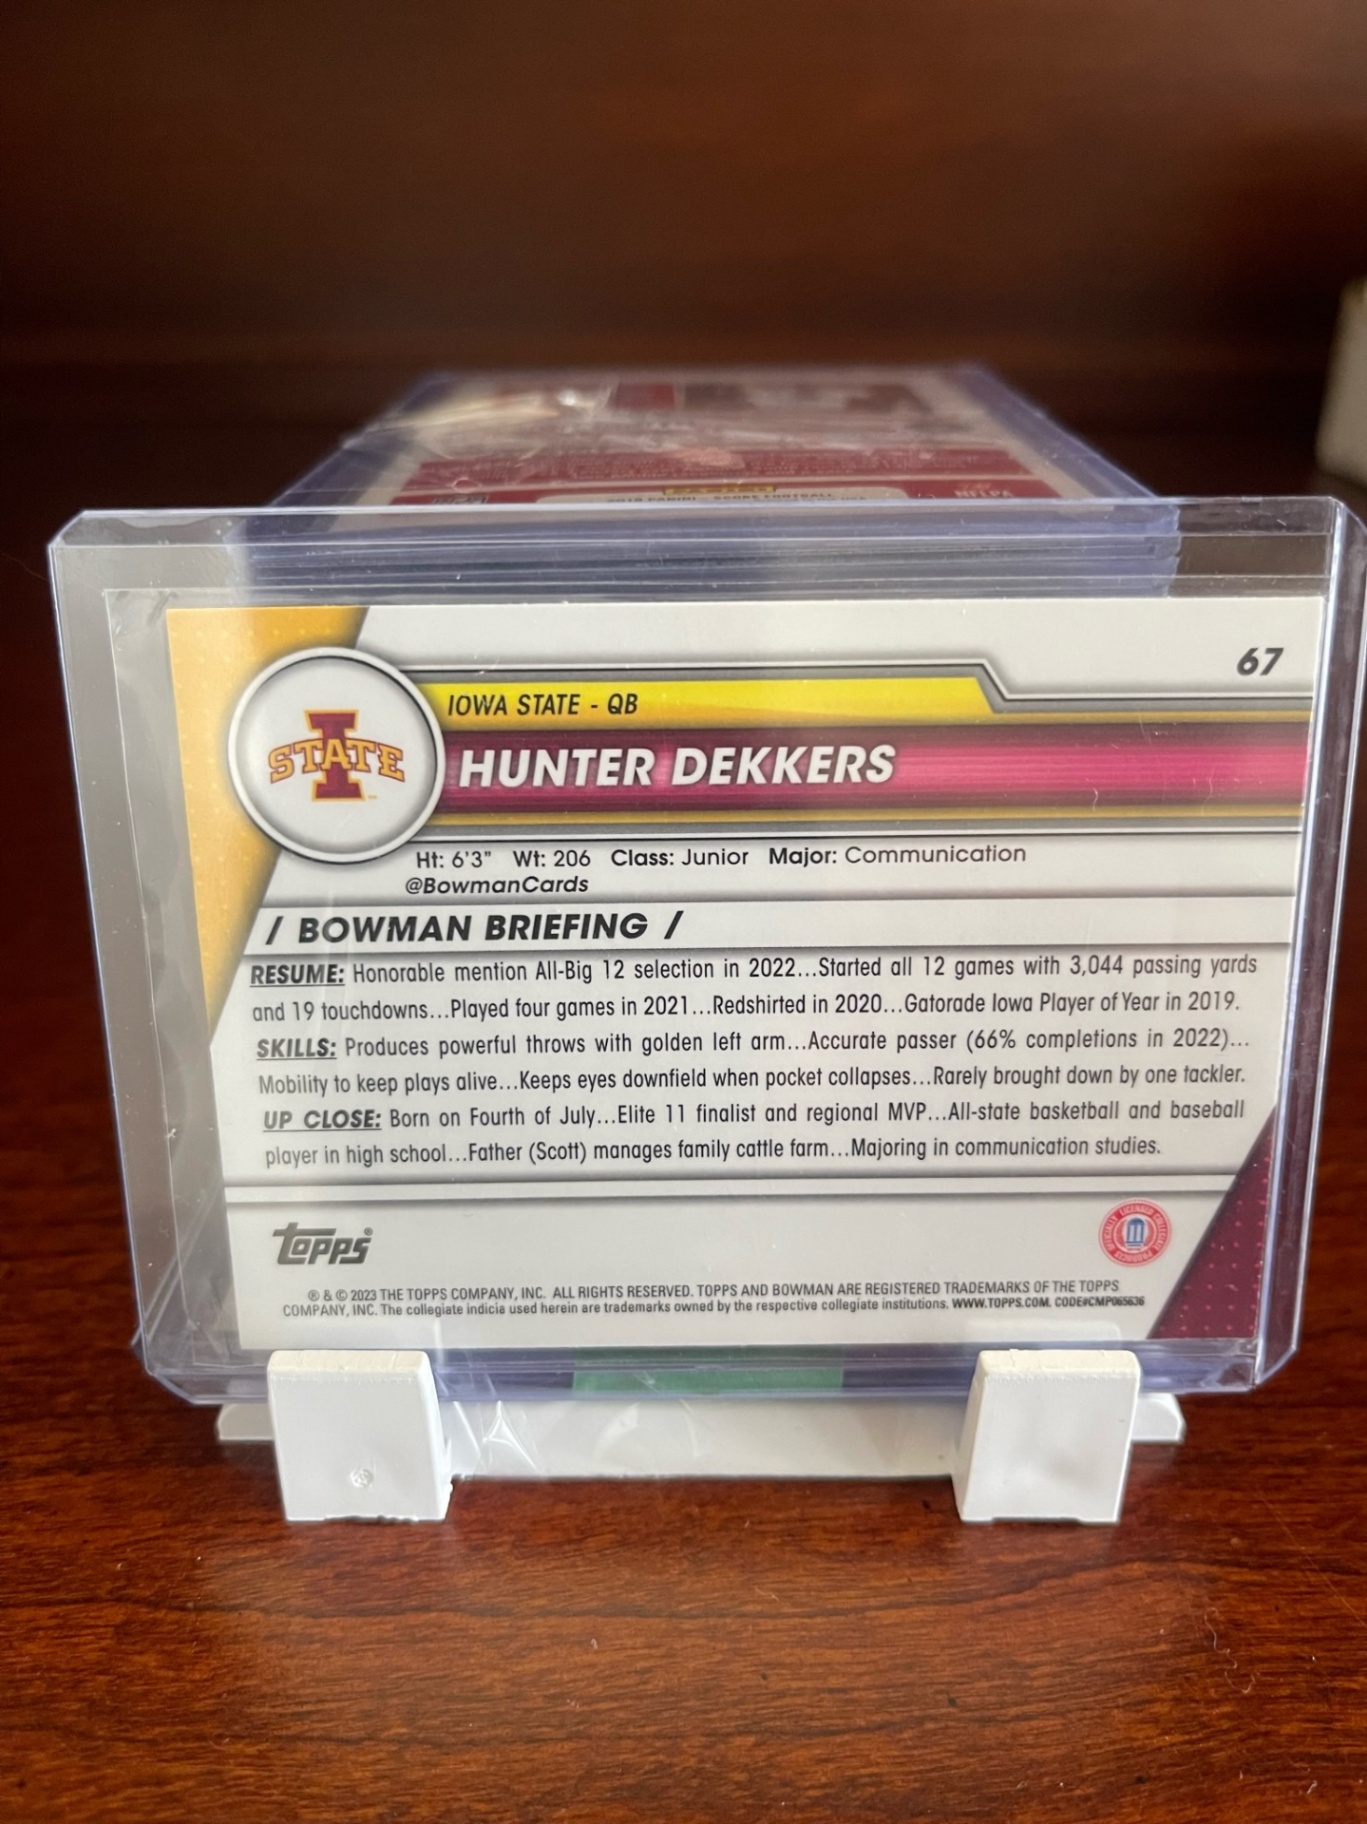 NFLPA
67
IOWA STATE - QB
STATE
I
HUNTER DEKKERS
Ht: 6'3" Wt: 206 Class: Junior Major: Communication
@BowmanCards
/ BOWMAN BRIEFING /
RESUME: Honorable mention All-Big 12 selection in 2022...Started all 12 games with 3,044 passing yards
and 19 touchdowns...Played four games in 2021...Redshirted in 2020...Gatorade Iowa Player of Year in 2019.
SKILLS: Produces powerful throws with golden left arm...Accurate passer (66% completions in 2022)...
Mobility to keep plays alive...Keeps eyes downfield when pocket collapses...Rarely brought down by one tackler.
UP CLOSE: Born on Fourth of July...Elite 11 finalist and regional MVP...All-state basketball and baseball
player in high school...Father (Scott) manages family cattle farm...Majoring in communication studies.
topps®
OFFICIALLY LICENSED COLLEGIATE PRODUCTS
® & © 2023 THE TOPPS COMPANY, INC. ALL RIGHTS RESERVED. TOPPS AND BOWMAN ARE REGISTERED TRADEMARKS OF THE TOPPS
COMPANY, INC. The collegiate indicia used herein are trademarks owned by the respective collegiate institutions. WWW.TOPPS.COM. CODE#CMP065636